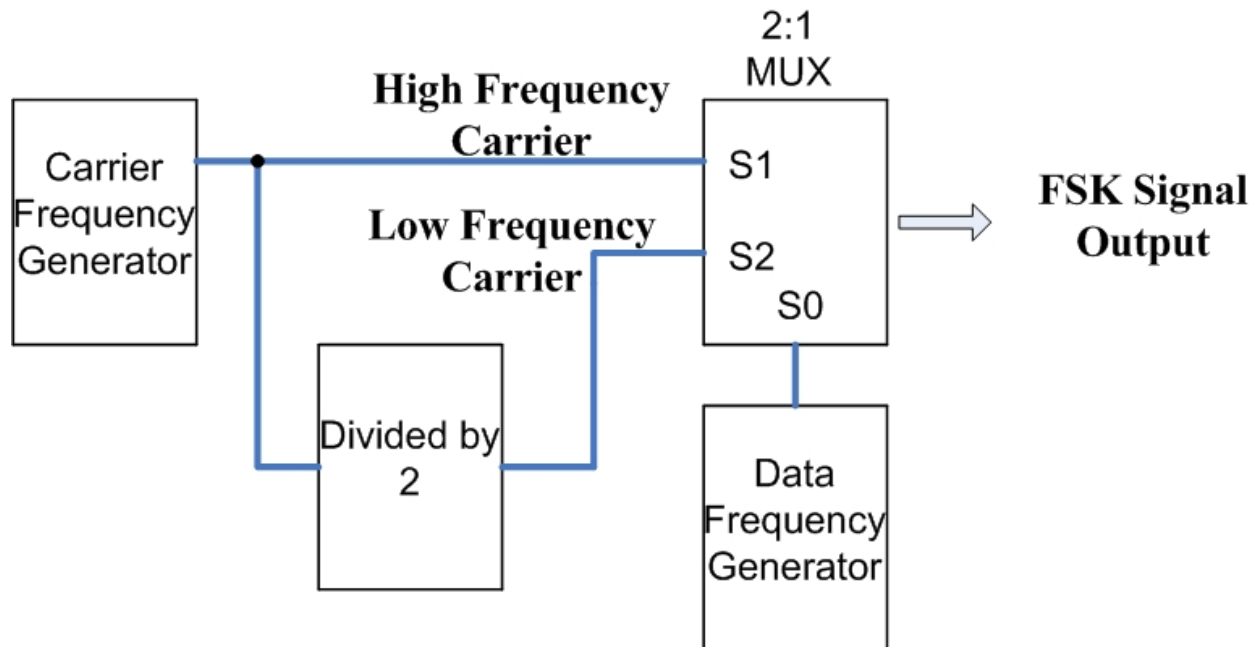 2:1
MUX
High Frequency
Carrier
Carrier
Frequency
Generator
S1
FSK Signal
Output
Low Frequency
Carrier
S2
S0
Divided by
2
Data
Frequency
Generator